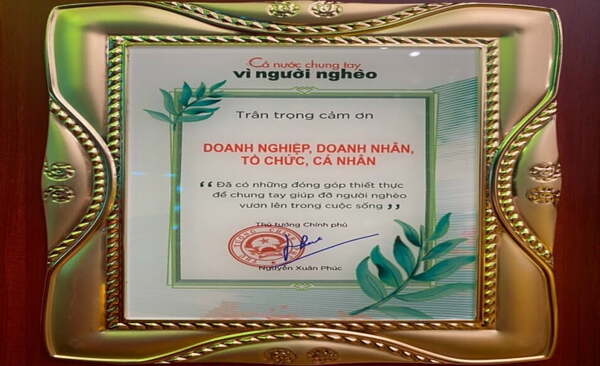 Cả nước chung tay
vì người nghèo
Trân trọng cảm ơn
DOANH NGHIỆP, DOANH NHÂN,
TỔ CHỨC, CÁ NHÂN
“ Đã có những đóng góp thiết thực
để chung tay giúp đỡ người nghèo
vươn lên trong cuộc sống ”
Thủ tướng Chính phủ
Nguyễn Xuân Phúc